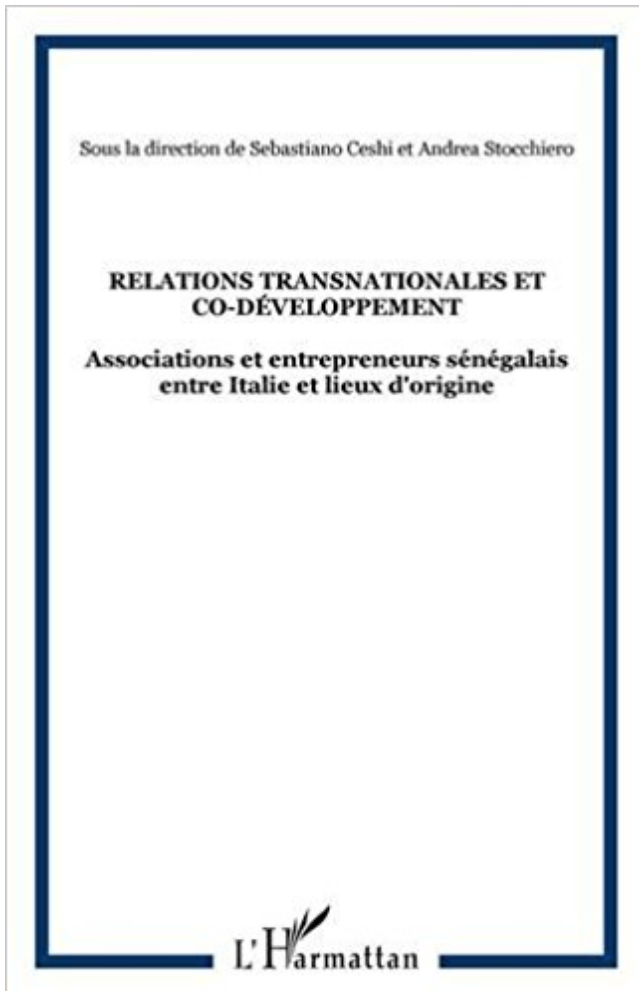 Sous la direction de Sebastiano Ceshi et Andrea Stocchiero
RELATIONS TRANSNATIONALES ET
CO-DÉVELOPPEMENT
Associations et entrepreneurs sénégalais
entre Italie et lieux d'origine
L'Harmattan